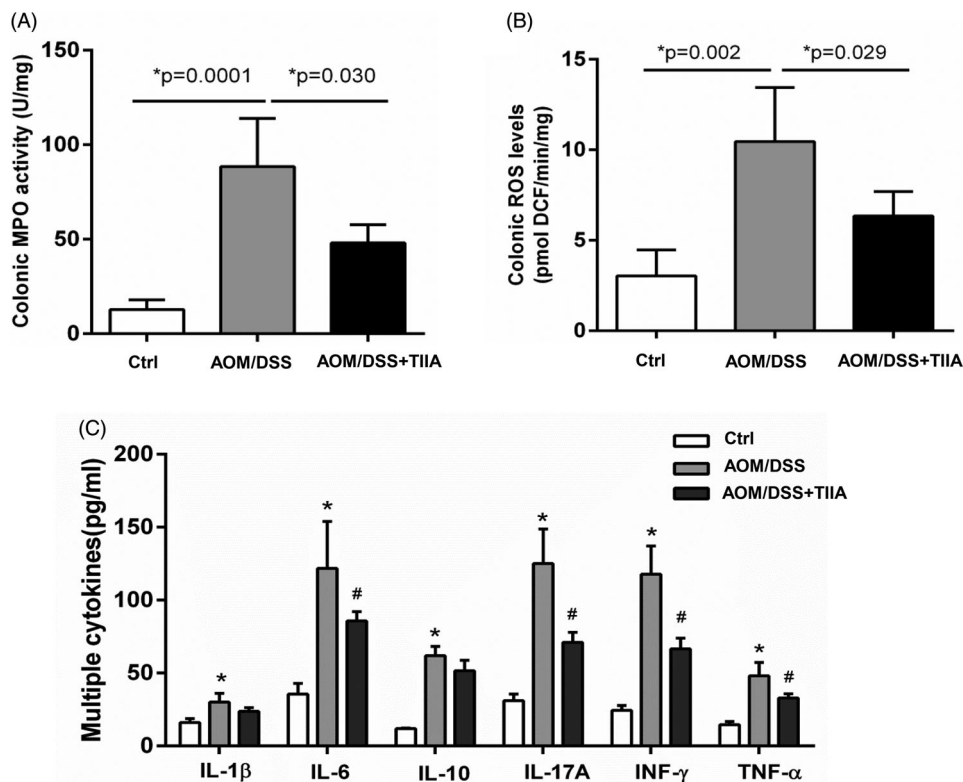 (A)
Colonic MPO activity (U/mg)
150
100
50
0
*p=0.0001
*p=0.030
Ctrl
AOM/DSS
AOM/DSS+TIIA
(B)
Colonic ROS levels
(pmol DCF/min/mg)
15
10
5
0
*p=0.002
*p=0.029
Ctrl
AOM/DSS
AOM/DSS+TIIA
(C)
Multiple cytokines(pg/ml)
200
150
100
50
0
Ctrl
AOM/DSS
AOM/DSS+TIIA
*
*
#
*
*
#
*
#
*
#
IL-1β
IL-6
IL-10
IL-17A
INF-γ
TNF-α